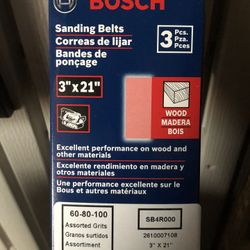 BOSCH
Sanding Belts
Correas de lijar
Bandes de
ponçage
3 Pcs.
Pza.
Pces
3"x21"
WOOD
MADERA
BOIS
Excellent performance on wood and
other materials
Excelente rendimiento en madera y
otros materiales
Une performance excellente sur le
Bois et autres matériaux
60-80-100
Assorted Grits
Granos surtidos
Assortiment
SB4R000
2610007108
3" X 21"